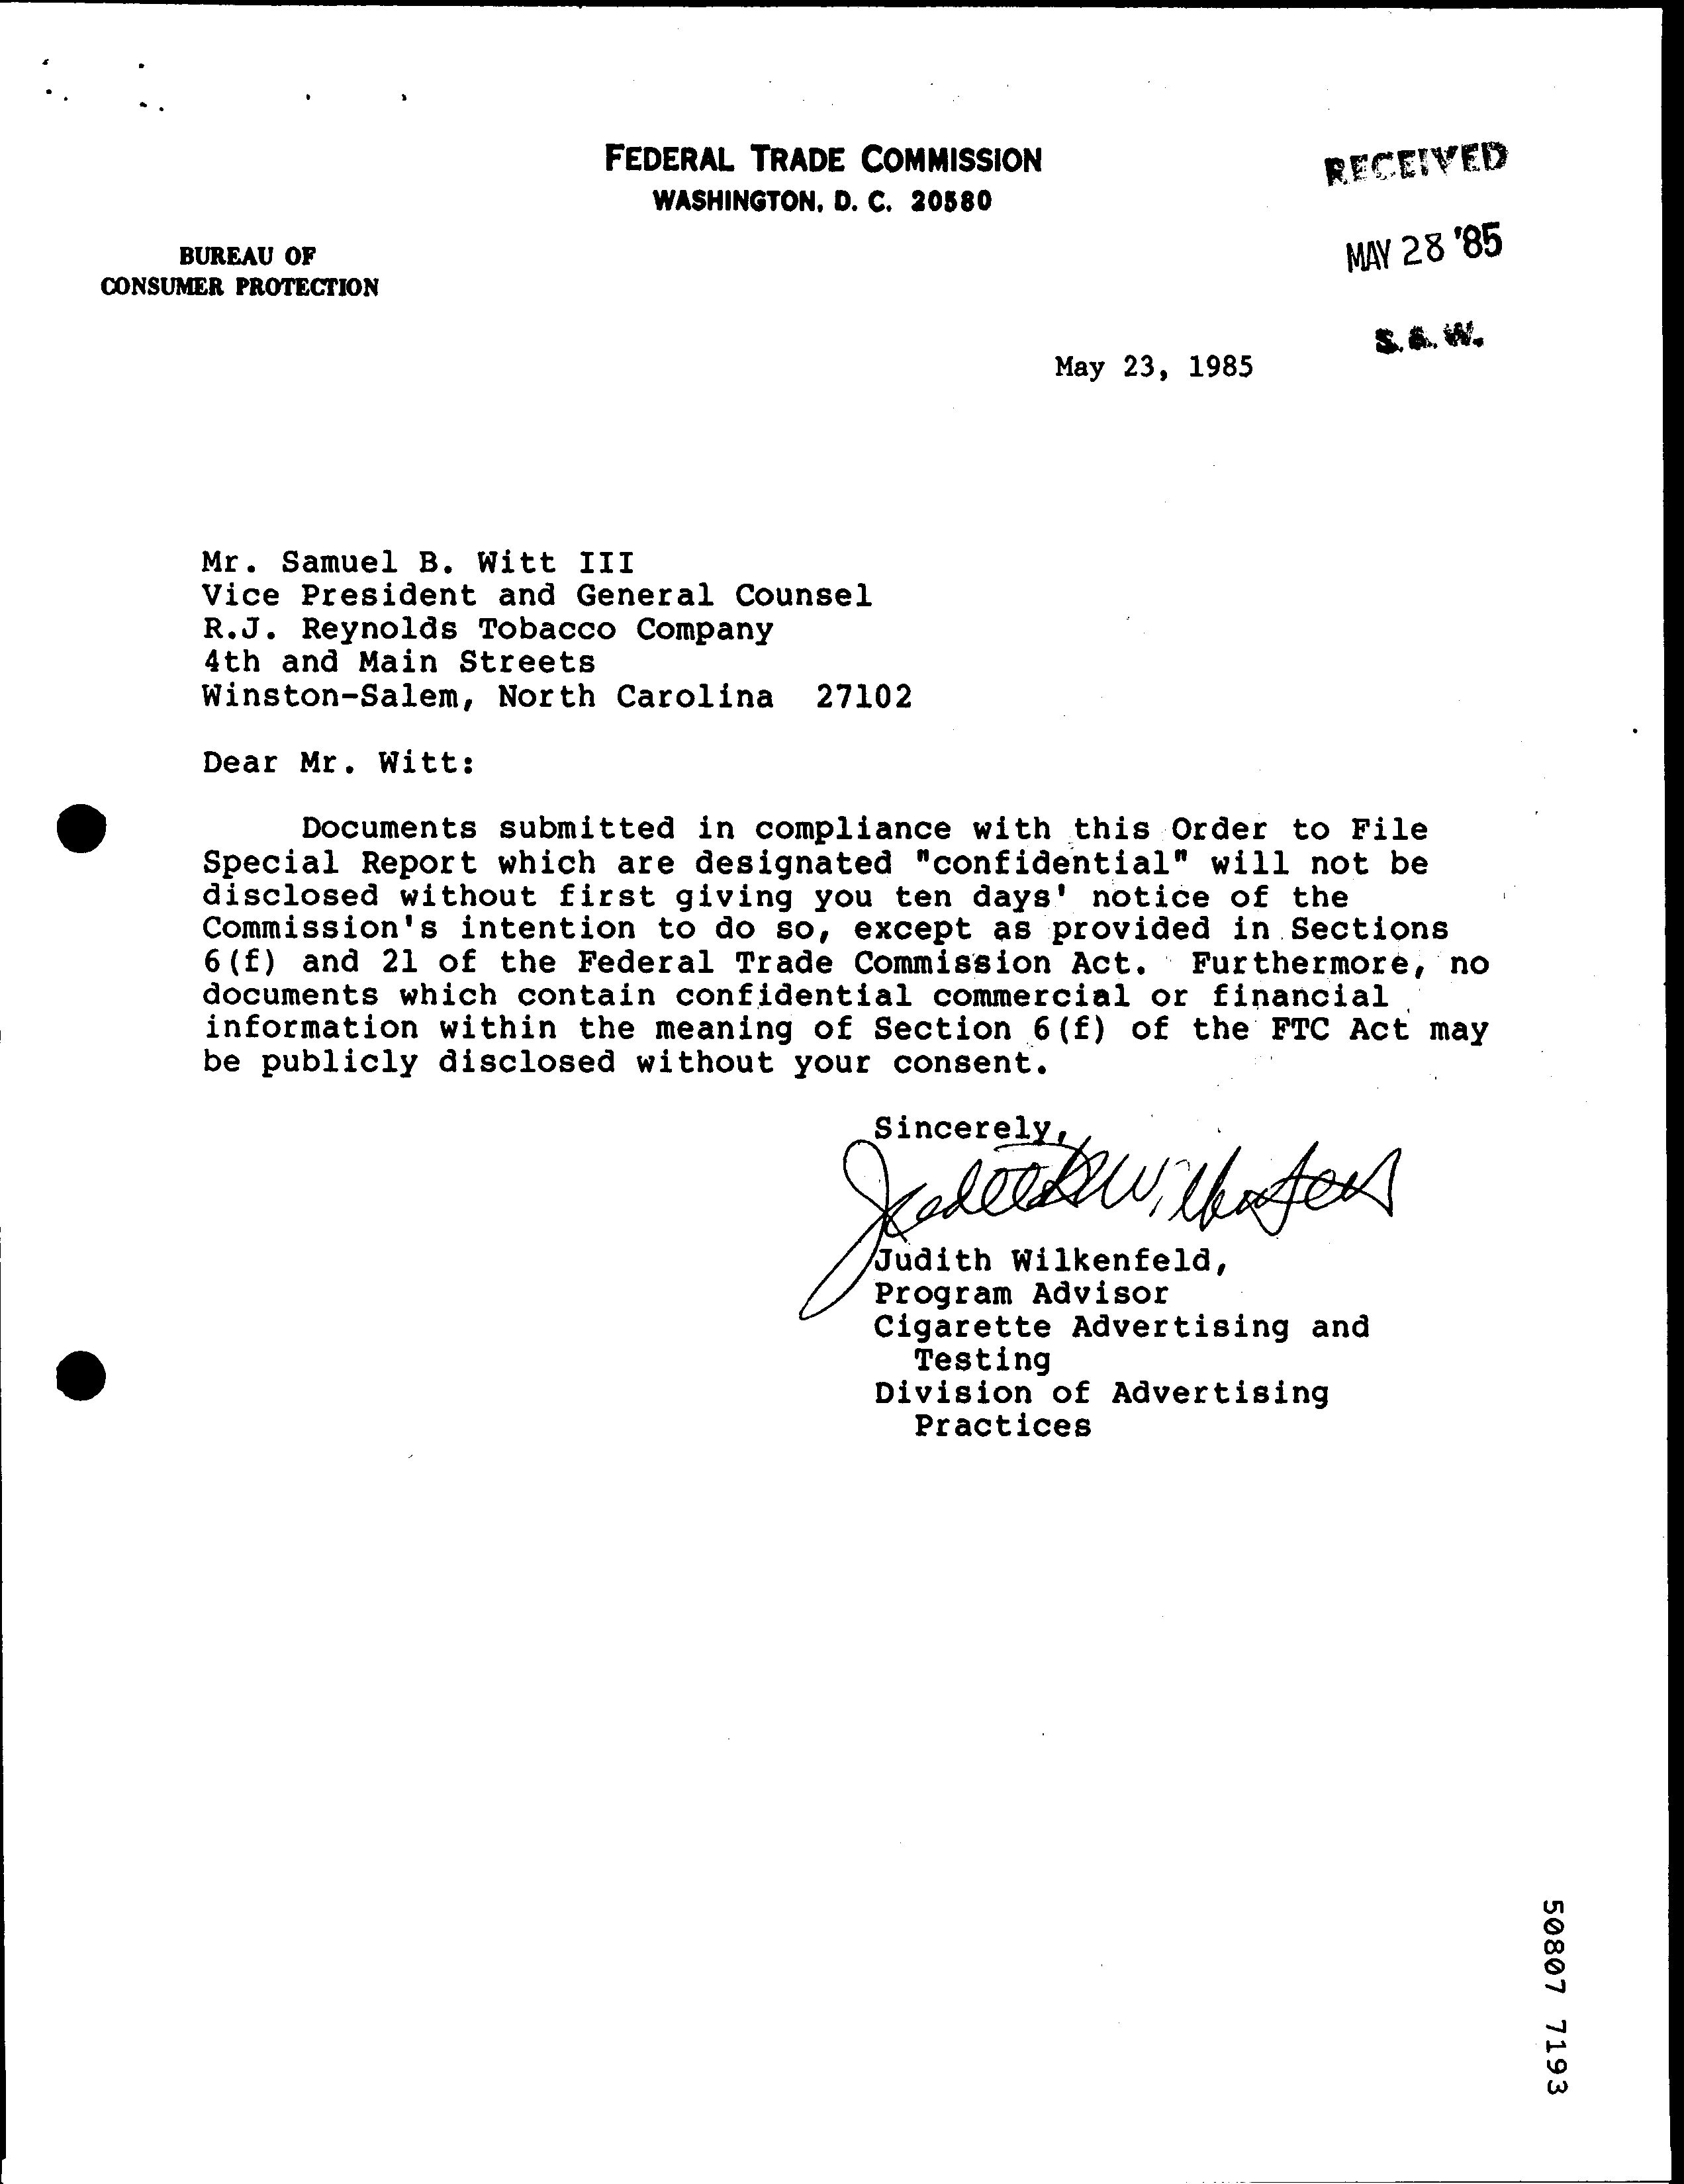 FEDERAL TRADE COMMISSION
WASHINGTON, D. C. 20580
RECEIVED
MAY 28 '85
S.B.W.
BUREAU OF
CONSUMER PROTECTION
May 23, 1985
Mr. Samuel B. Witt III
Vice President and General Counsel
R.J. Reynolds Tobacco Company
4th and Main Streets
Winston-Salem, North Carolina 27102
Dear Mr. Witt:
Documents submitted in compliance with this Order to File
Special Report which are designated "confidential" will not be
disclosed without first giving you ten days' notice of the
Commission's intention to do so, except as provided in Sections
6(f) and 21 of the Federal Trade Commission Act. Furthermore, no
documents which contain confidential commercial or financial
information within the meaning of Section 6(f) of the FTC Act may
be publicly disclosed without your consent.
Sincerely,
Judith Wilkenfeld,
Program Advisor
Cigarette Advertising and
Testing
Division of Advertising
Practices
50807 7193